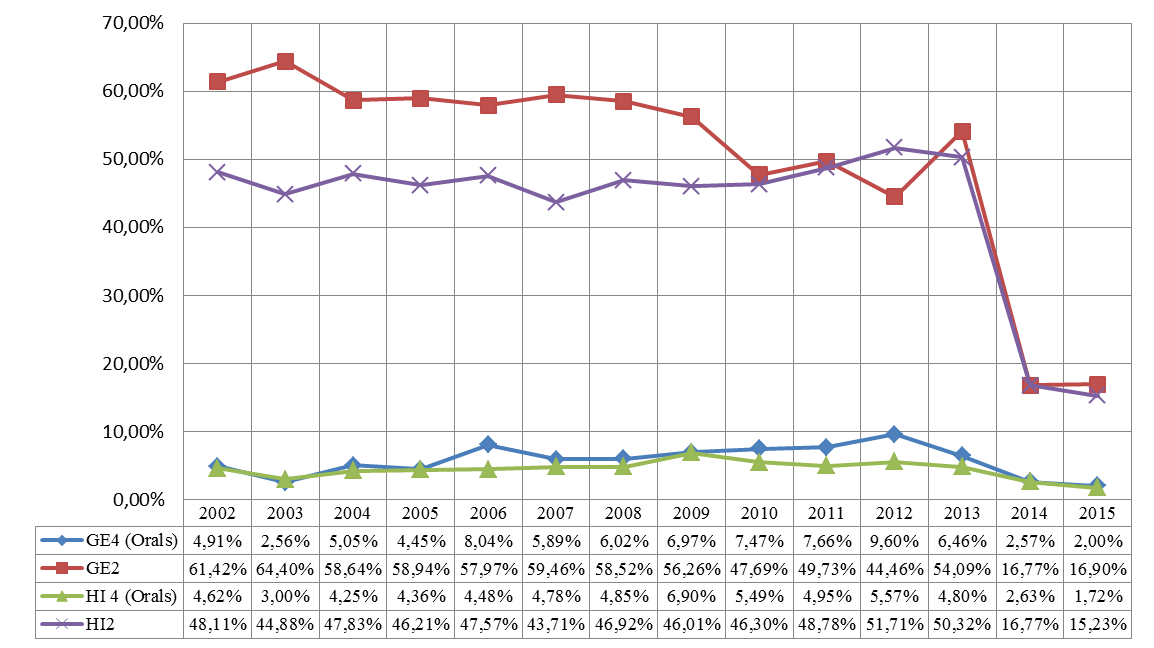 70,00%
60,00%
50,00%
40,00%
30,00%
20,00%
10,00%
0,00%
2002 2003 2004 2005 2006 2007 2008 2009 2010 2011 2012 2013 2014 2015
GE4 (Orals) 4,91% 2,56% 5,05% 4,45% 8,04% 5,89% 6,02% 6,97% 7,47% 7,66% 9,60% 6,46% 2,57% 2,00%
GE2 61,42% 64,40% 58,64% 58,94% 57,97% 59,46% 58,52% 56,26% 47,69% 49,73% 44,46% 54,09% 16,77% 16,90%
HI 4 (Orals) 4,62% 3,00% 4,25% 4,36% 4,48% 4,78% 4,85% 6,90% 5,49% 4,95% 5,57% 4,80% 2,63% 1,72%
HI2 48,11% 44,88% 47,83% 46,21% 47,57% 43,71% 46,92% 46,01% 46,30% 48,78% 51,71% 50,32% 16,77% 15,23%